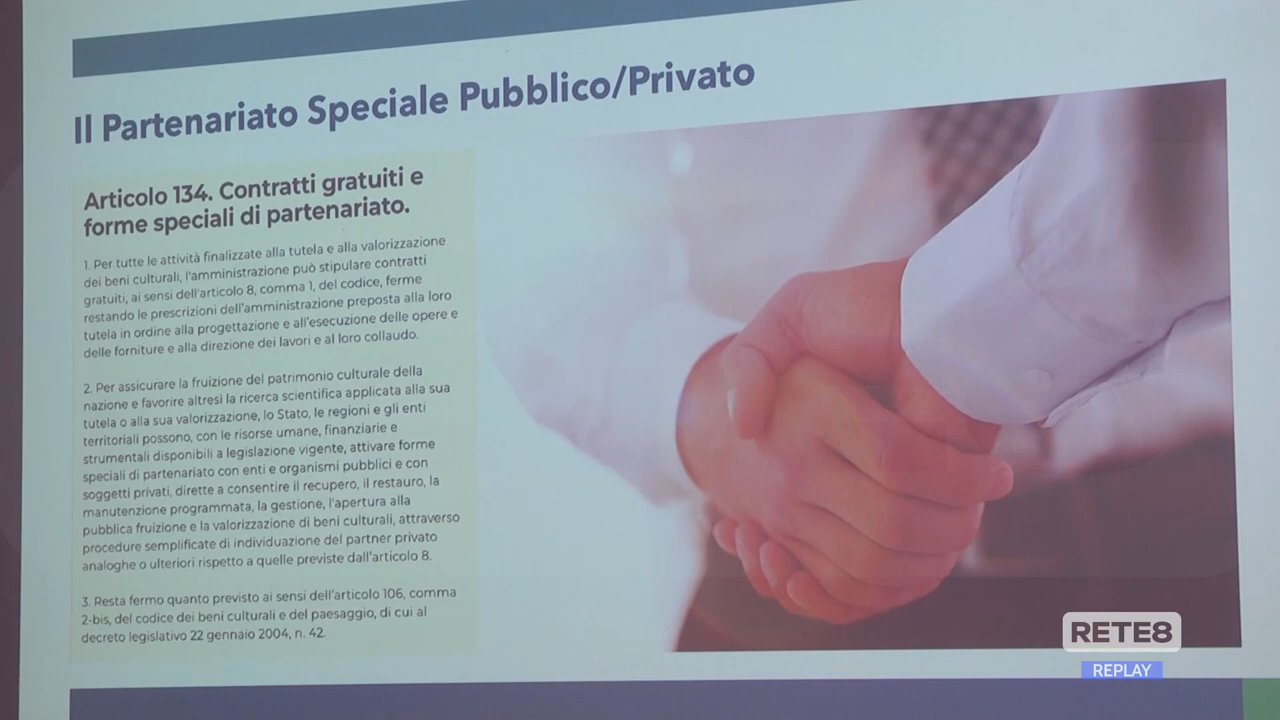 Il Partenariato Speciale Pubblico/Privato
Articolo 134. Contratti gratuiti e
forme speciali di partenariato.
1. Per tutte le attività finalizzate alla tutela e alla valorizzazione
dei beni culturali, l'amministrazione può stipulare contratti
gratuiti, ai sensi dell'articolo 8, comma 1, del codice, ferme
restando le prescrizioni dell'amministrazione preposta alla loro
tutela in ordine alla progettazione e all'esecuzione delle opere e
delle forniture e alla direzione dei lavori e al loro collaudo.
2. Per assicurare la fruizione del patrimonio culturale della
nazione e favorire altresì la ricerca scientifica applicata alla sua
tutela o alla sua valorizzazione, lo Stato, le regioni e gli enti
territoriali possono, con le risorse umane, finanziarie e
strumentali disponibili a legislazione vigente, attivare forme
speciali di partenariato con enti e organismi pubblici e con
soggetti privati, dirette a consentire il recupero, il restauro, la
manutenzione programmata, la gestione, l'apertura alla
pubblica fruizione e la valorizzazione di beni culturali, attraverso
procedure semplificate di individuazione del partner privato
analoghe o ulteriori rispetto a quelle previste dall'articolo 8.
3. Resta fermo quanto previsto ai sensi dell'articolo 106, comma
2-bis, del codice dei beni culturali e del paesaggio, di cui al
decreto legislativo 22 gennaio 2004, n. 42.
RETE8
REPLAY